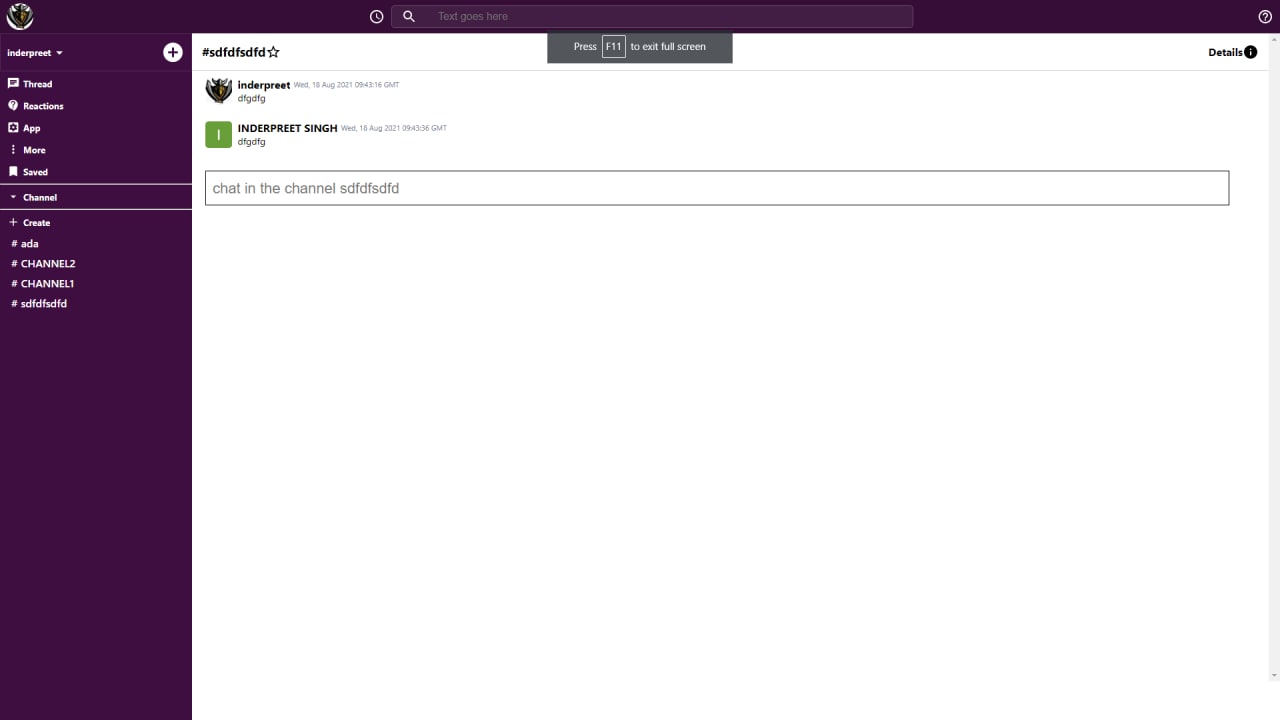 Text goes here
inderpreet
#sdfdfsdfd
Press F11 to exit full screen
Details
Thread
Reactions
App
More
Saved
Channel
+ Create
# ada
# CHANNEL2
# CHANNEL1
# sdfdfsdfd
inderpreet Wed, 18 Aug 2021 09:43:16 GMT
dfgdfg
I
INDERPREET SINGH Wed, 18 Aug 2021 09:43:36 GMT
dfgdfg
chat in the channel sdfdfsdfd